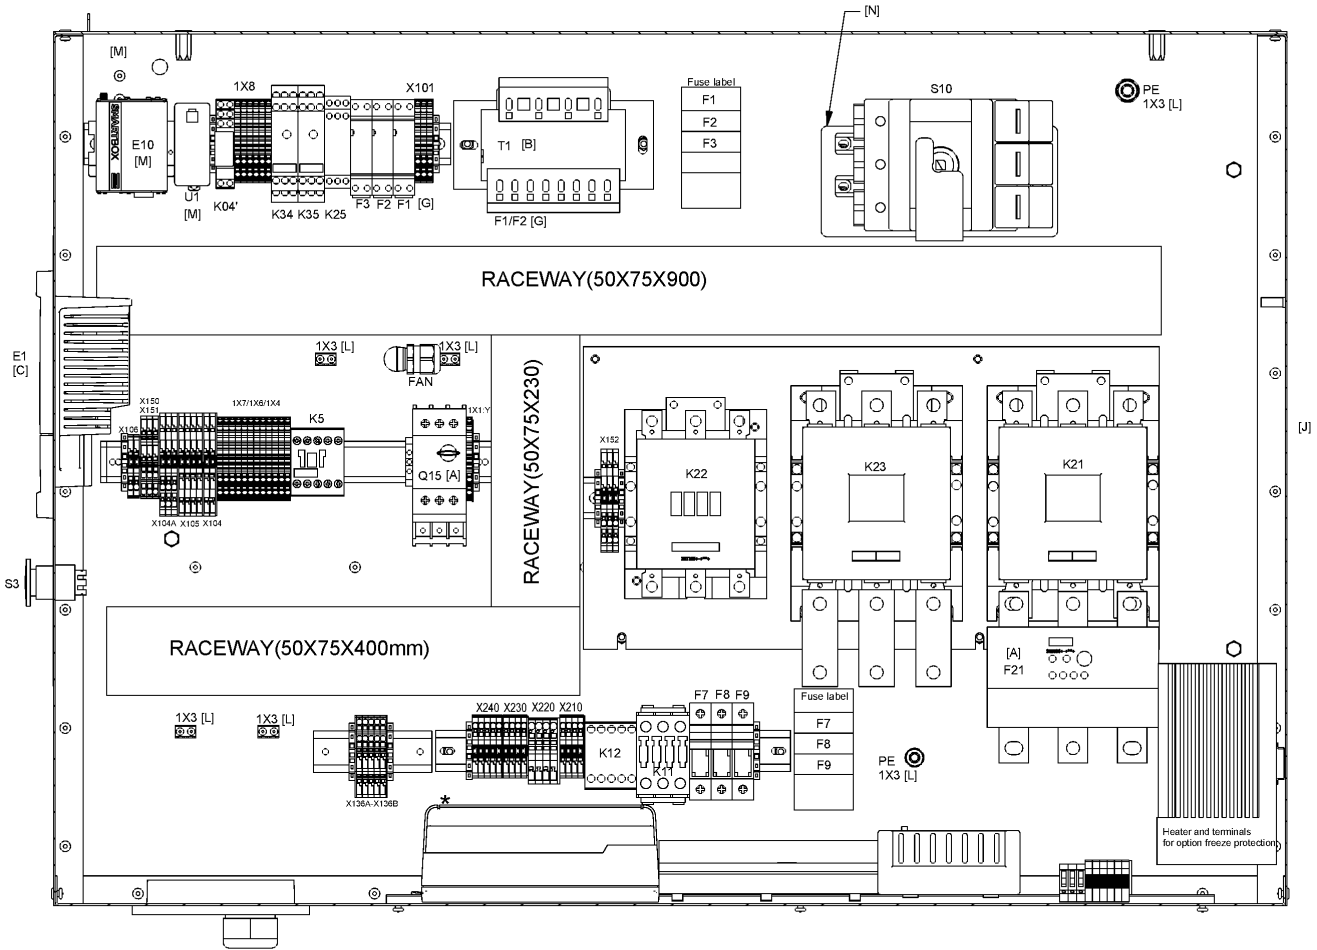 [N]
[M]
1X8
X101
Fuse label
F1
F2
F3
S10
PE
1X3 [L]
SMARTBOX
E10
[M]
T1 [B]
U1
[M]
K04'
K34 K35 K25
F3 F2 F1 [G]
F1/F2 [G]
RACEWAY(50X75X900)
E1
[C]
1X3 [L]
1X3 [L]
FAN
RACEWAY(50X75X230)
X150
X151
1X7/1X6/1X4
K5
1X1:Y
X106
Q15 [A]
X104A X105 X104
X152
K22
K23
K21
[J]
S3
RACEWAY(50X75X400mm)
[A]
F21
1X3 [L]
1X3 [L]
X240 X230 X220 X210
F7 F8 F9
Fuse label
F7
F8
F9
K12
K11
PE
1X3 [L]
X136A-X136B
*
Heater and terminals
for option freeze protection